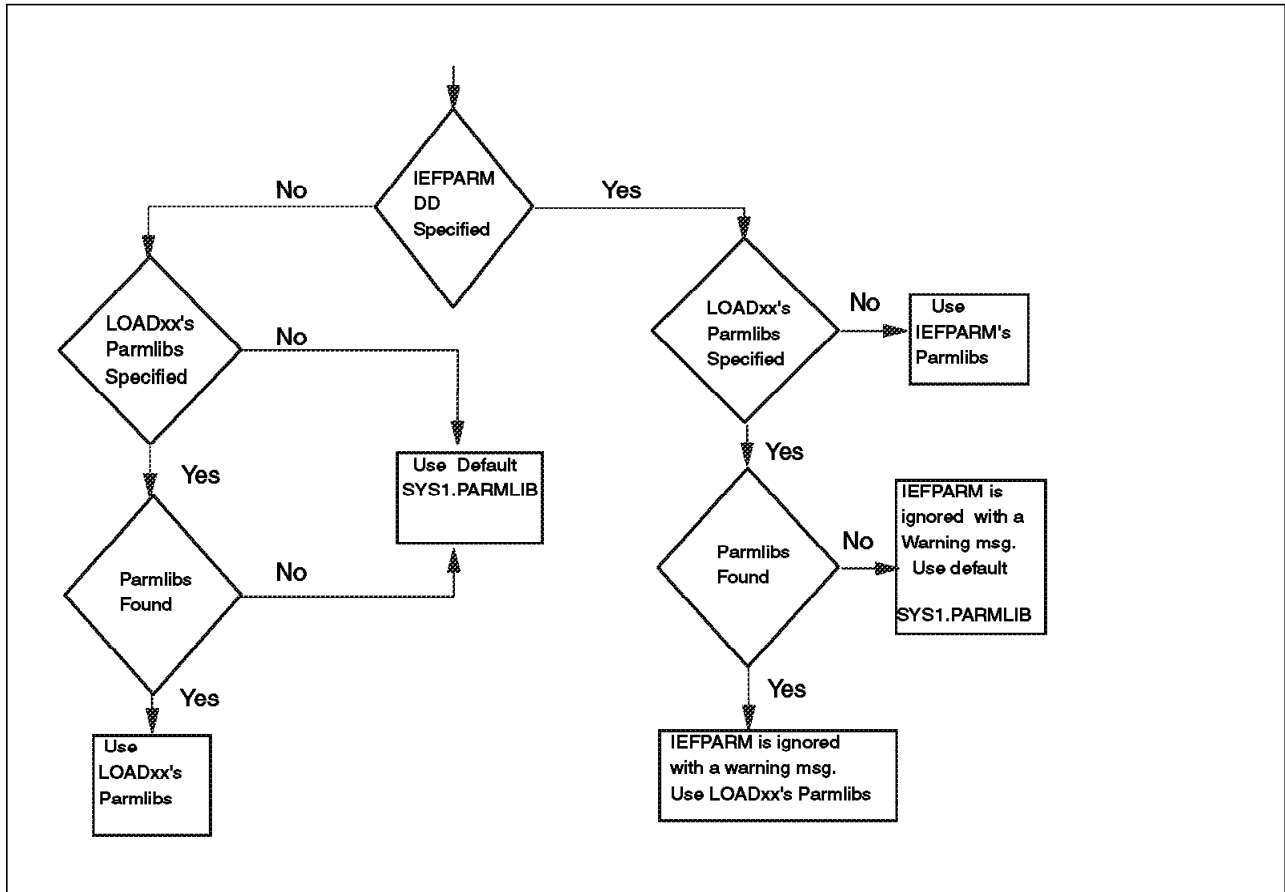 IEFPARM
DD
Specified
No
Yes
LOADxx's
Parmlibs
Specified
No
LOADxx's
Parmlibs
Specified
No
Use
IEFPARM's
Parmlibs
Yes
Use Default
SYS1.PARMLIB
Yes
Parmlibs
Found
No
Parmlibs
Found
No
IEFPARM is
ignored with a
Warning msg.
Use default
SYS1.PARMLIB
Yes
Use
LOADxx's
Parmlibs
Yes
IEFPARM is ignored
with a warning msg.
Use LOADxx's Parmlibs